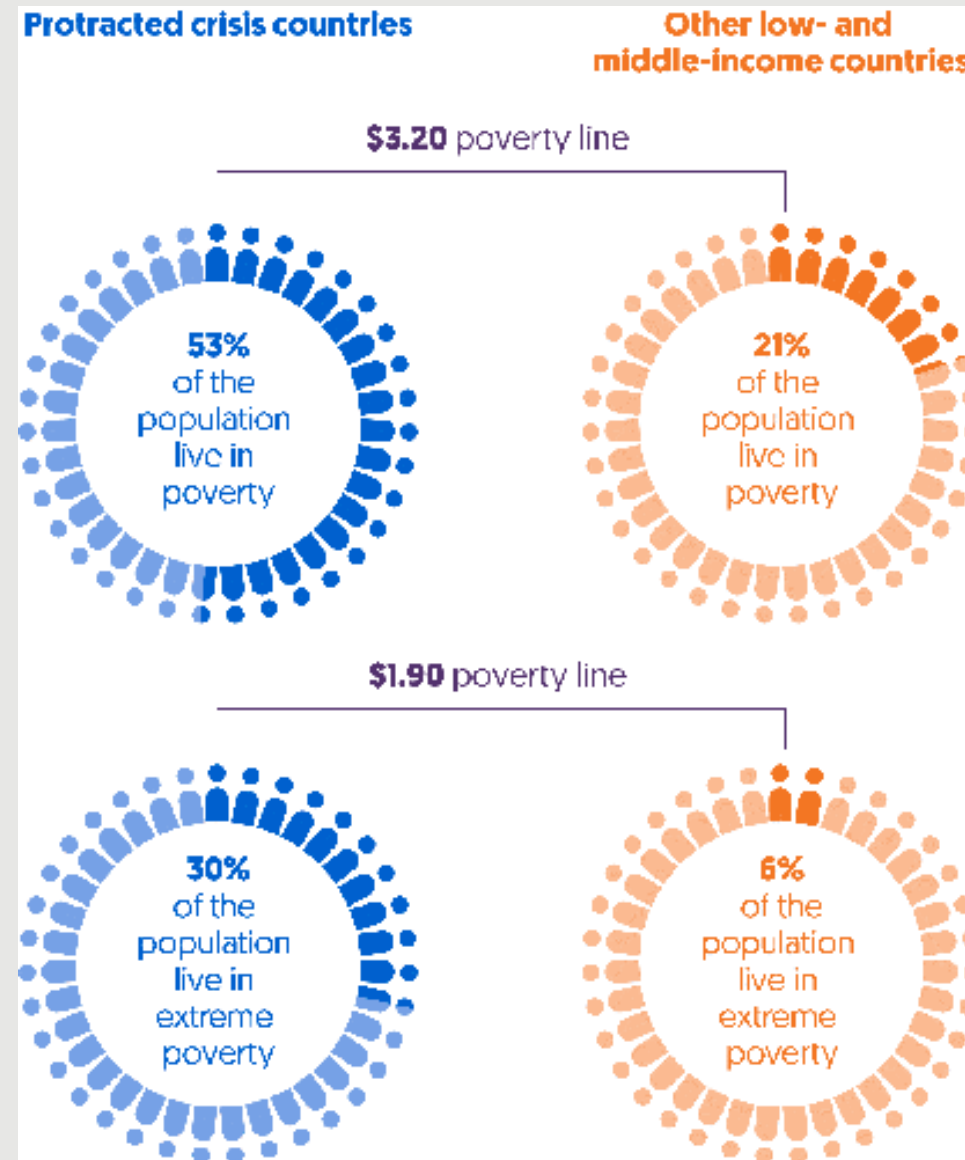 Protracted crisis countries
Other low- and
middle-income countries
$3.20 poverty line
53%
of the
population
live in
poverty
21%
of the
population
live in
poverty
$1.90 poverty line
30%
of the
population
live in
extreme
poverty
6%
of the
population
live in
extreme
poverty